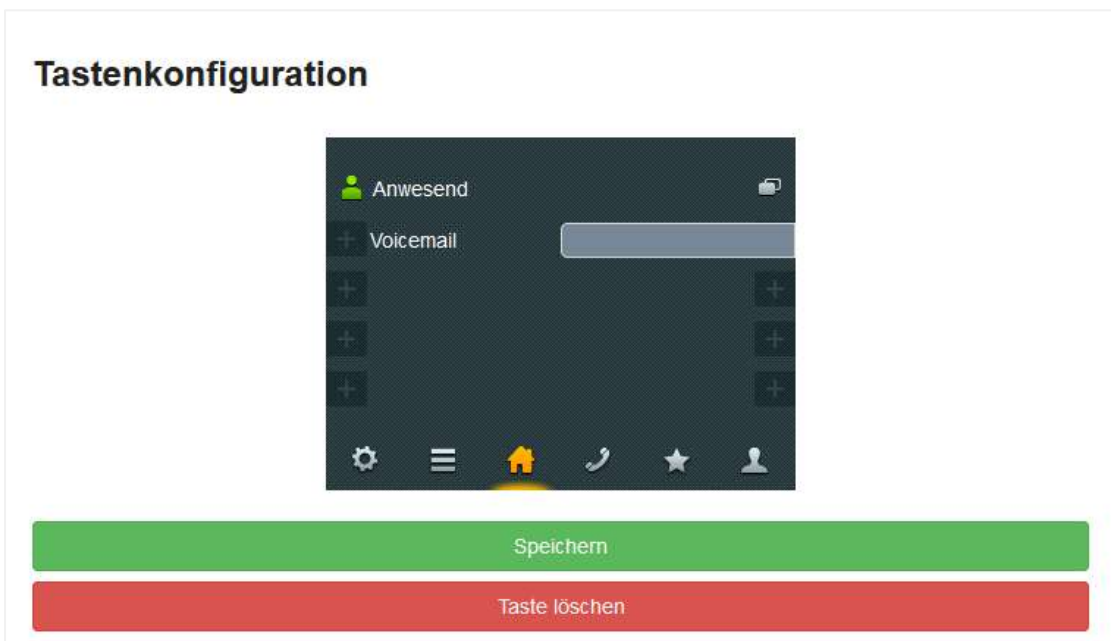 Tastenkonfiguration
Anwesend
Voicemail
Speichern
Taste löschen